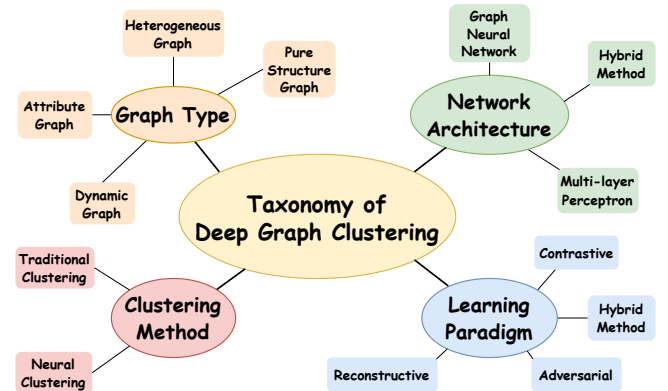 Heterogeneous
Graph
Pure
Structure
Graph
Attribute
Graph
Graph Type
Dynamic
Graph
Graph
Neural
Network
Hybrid
Method
Network
Architecture
Multi-layer
Perceptron
Taxonomy of
Deep Graph Clustering
Traditional
Clustering
Clustering
Method
Neural
Clustering
Contrastive
Learning
Paradigm
Hybrid
Method
Reconstructive
Adversarial